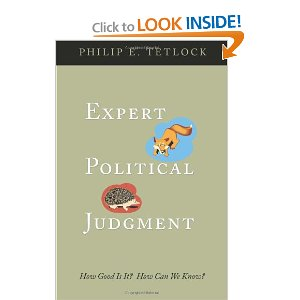 Click to LOOK INSIDE!
PHILIP E. TETLOCK
EXPERT
POLITICAL
JUDGMENT
How Good Is It? How Can We Know?